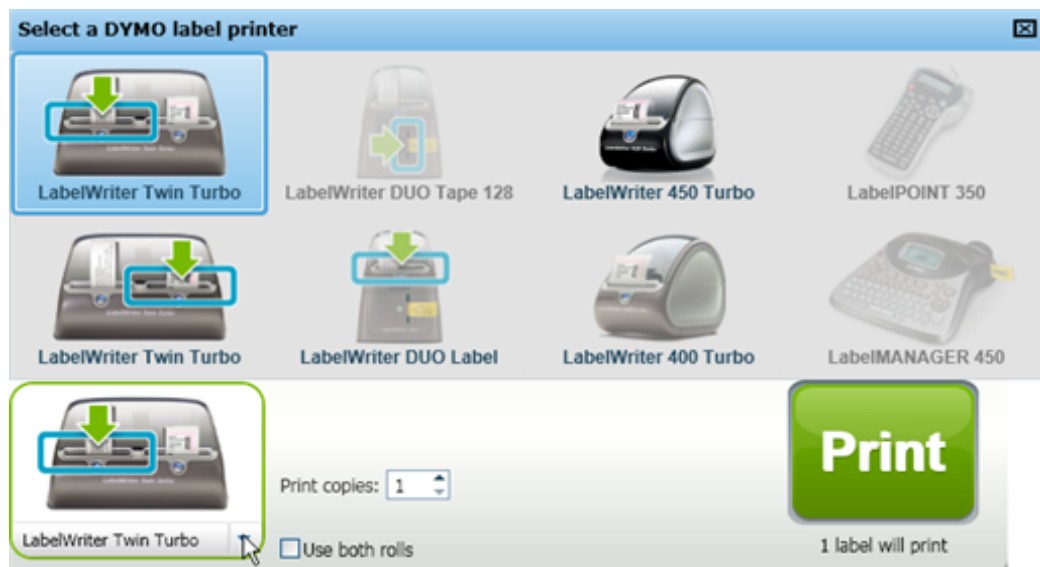 Select a DYMO label printer
LabelWriter Twin Turbo
LabelWriter DUO Tape 128
LabelWriter 450 Turbo
LabelPOINT 350
LabelWriter Twin Turbo
LabelWriter DUO Label
LabelWriter 400 Turbo
LabelMANAGER 450
LabelWriter Twin Turbo
Print copies: 1
Use both rolls
Print
1 label will print